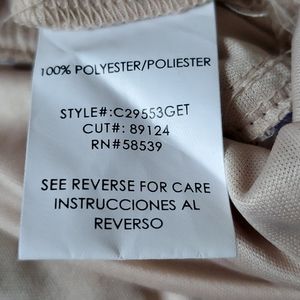 100% POLYESTER/POLIESTER
STYLE#:C29553GET
CUT#: 89124
RN#58539
SEE REVERSE FOR CARE
INSTRUCCIONES AL
REVERSO